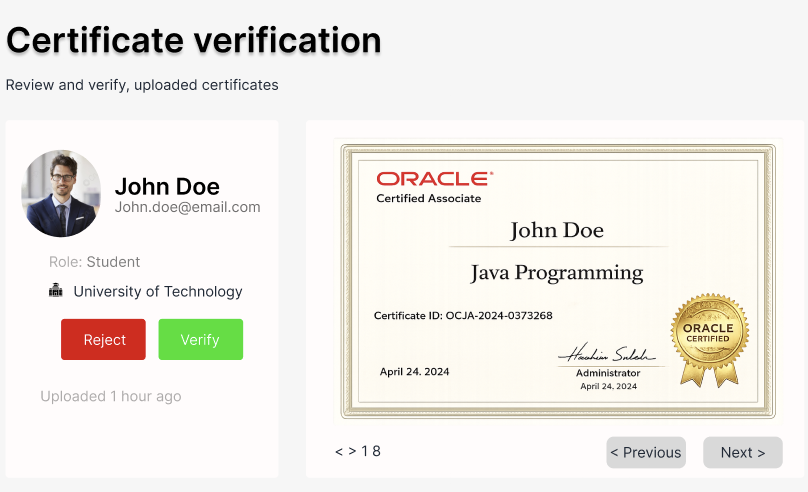 Certificate verification
Review and verify, uploaded certificates
John Doe
John.doe@email.com
Role: Student
University of Technology
Reject
Verify
Uploaded 1 hour ago
ORACLE®
Certified Associate
John Doe
Java Programming
Certificate ID: OCJA-2024-0373268
ORACLE
CERTIFIED
April 24. 2024
Administrator
April 24, 2024
< > 1 8
< Previous
Next >